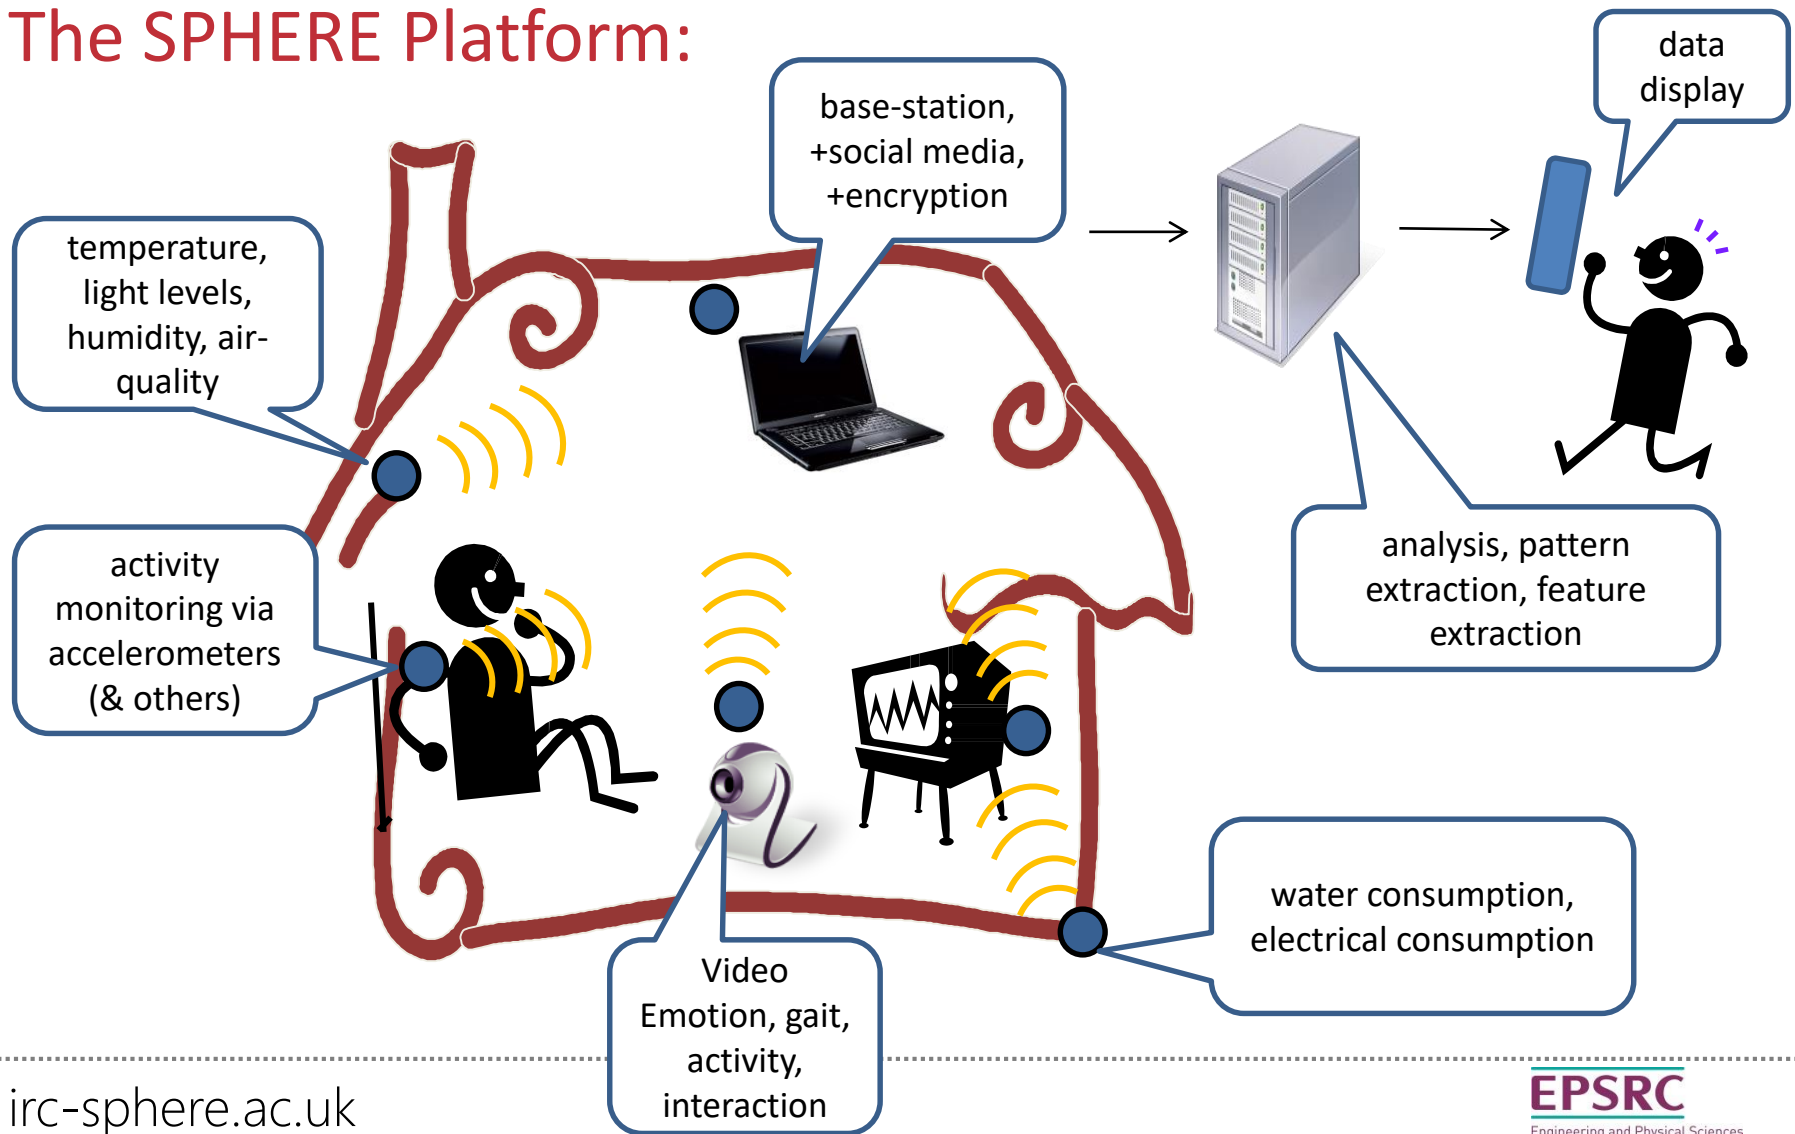 The SPHERE Platform:
data
display
base-station,
+social media,
+encryption
temperature,
light levels,
humidity, air-
quality
activity
monitoring via
accelerometers
(& others)
analysis, pattern
extraction, feature
extraction
water consumption,
electrical consumption
Video
Emotion, gait,
activity,
interaction
irc-sphere.ac.uk
EPSRC
Engineering and Physical Sciences